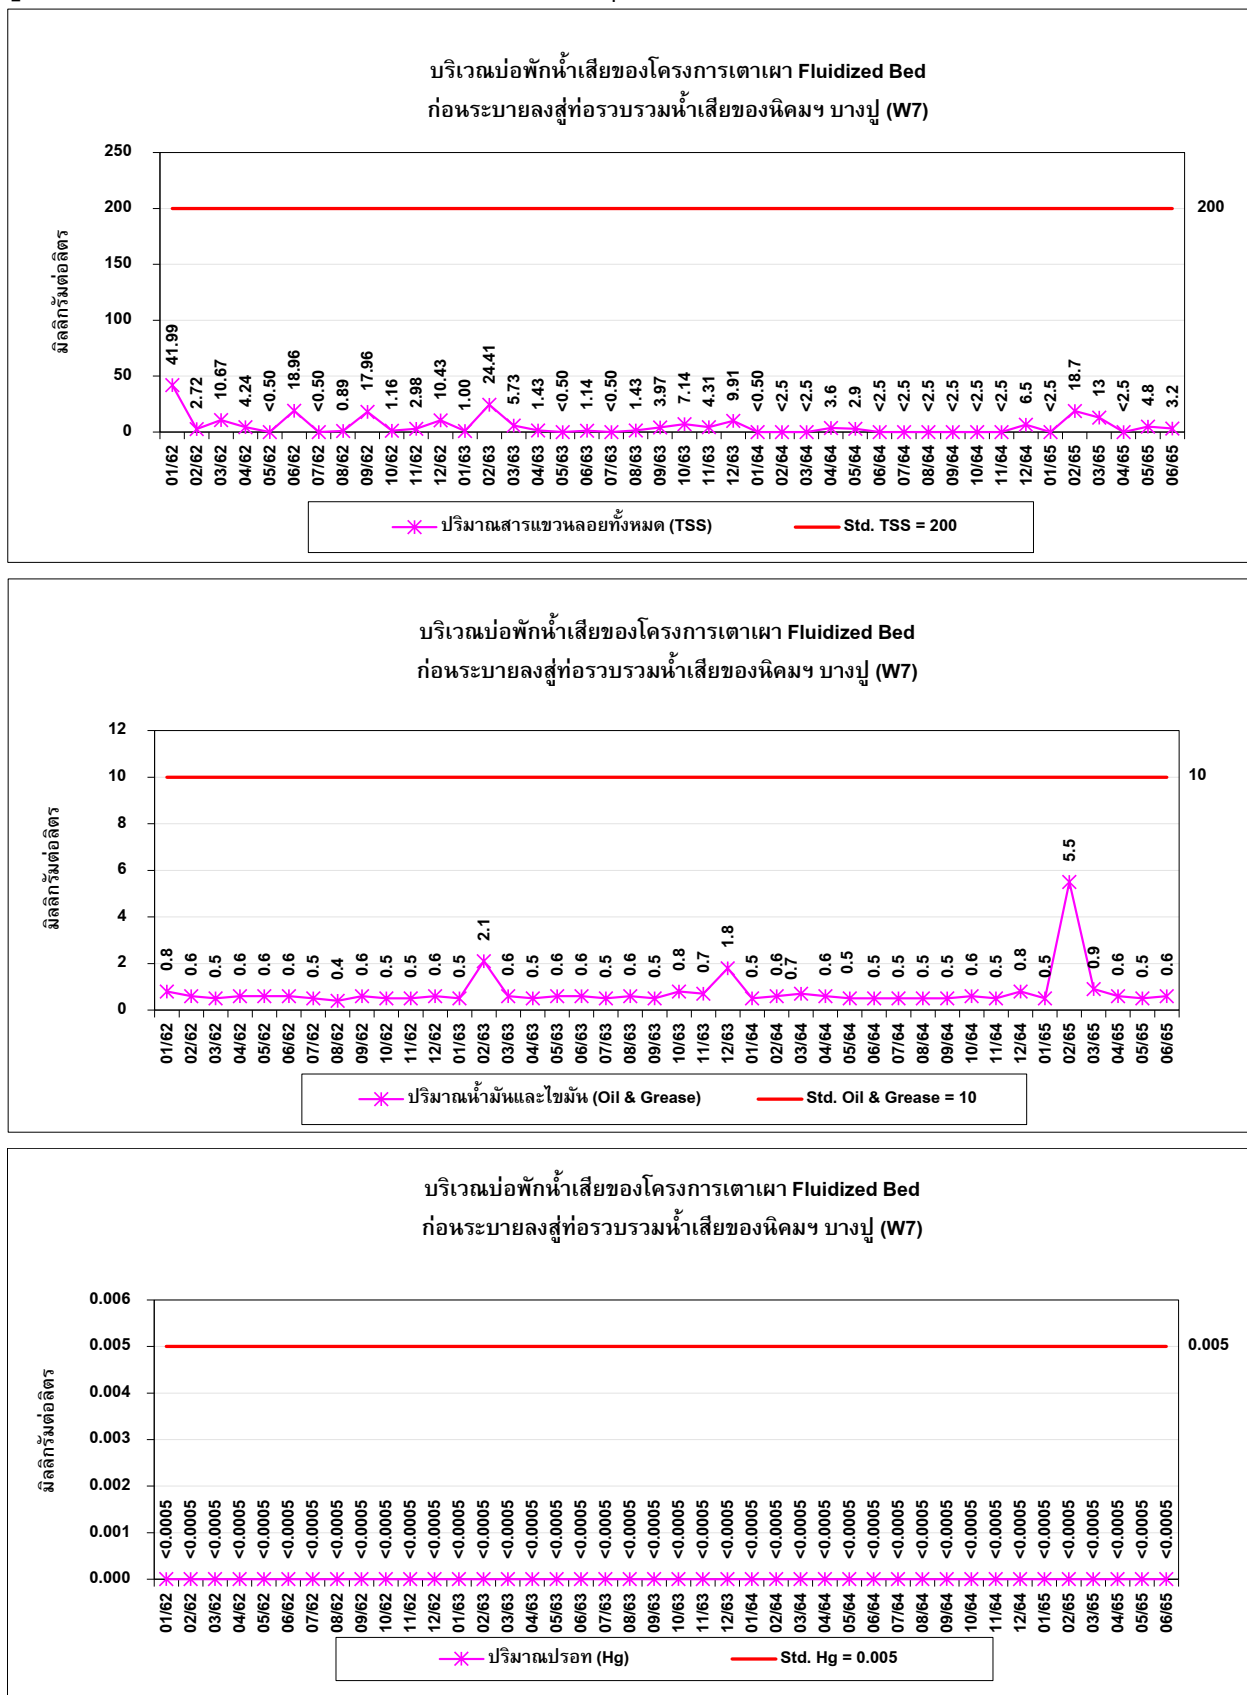 บริเวณบ่อพักน้ำเสียของโครงการเตาเผา Fluidized Bed
ก่อนระบายลงสู่ท่อรวบรวมน้ำเสียของนิคมฯ บางปู (W7)
250
200
150
100
50
0
200
มิลลิกรัมต่อลิตร
41.99 2.72 10.67 4.24 <0.50 18.96 <0.50 0.89 17.96 1.16 2.98 10.43 1.00 24.41 5.73 1.43 <0.50 1.14 <0.50 1.43 3.97 7.14 4.31 9.91 <0.50 <2.5 <2.5 3.6 2.9 <2.5 <2.5 <2.5 <2.5 <2.5 <2.5 6.5 <2.5 18.7 13 <2.5 4.8 3.2
01/62 02/62 03/62 04/62 05/62 06/62 07/62 08/62 09/62 10/62 11/62 12/62 01/63 02/63 03/63 04/63 05/63 06/63 07/63 08/63 09/63 10/63 11/63 12/63 01/64 02/64 03/64 04/64 05/64 06/64 07/64 08/64 09/64 10/64 11/64 12/64 01/65 02/65 03/65 04/65 05/65 06/65
ปริมาณสารแขวนลอยทั้งหมด (TSS) Std. TSS = 200
บริเวณบ่อพักน้ำเสียของโครงการเตาเผา Fluidized Bed
ก่อนระบายลงสู่ท่อรวบรวมน้ำเสียของนิคมฯ บางปู (W7)
12
10
8
6
4
2
0
10
มิลลิกรัมต่อลิตร
0.8 0.6 0.5 0.6 0.6 0.6 0.5 0.4 0.6 0.5 0.5 0.6 0.5 2.1 0.6 0.5 0.6 0.6 0.5 0.6 0.5 0.8 0.7 1.8 0.5 0.6 0.7 0.6 0.5 0.5 0.5 0.5 0.5 0.6 0.5 0.8 0.5 5.5 0.9 0.6 0.5 0.6
01/62 02/62 03/62 04/62 05/62 06/62 07/62 08/62 09/62 10/62 11/62 12/62 01/63 02/63 03/63 04/63 05/63 06/63 07/63 08/63 09/63 10/63 11/63 12/63 01/64 02/64 03/64 04/64 05/64 06/64 07/64 08/64 09/64 10/64 11/64 12/64 01/65 02/65 03/65 04/65 05/65 06/65
ปริมาณน้ำมันและไขมัน (Oil & Grease) Std. Oil & Grease = 10
บริเวณบ่อพักน้ำเสียของโครงการเตาเผา Fluidized Bed
ก่อนระบายลงสู่ท่อรวบรวมน้ำเสียของนิคมฯ บางปู (W7)
0.006
0.005
0.004
0.003
0.002
0.001
0.000
0.005
มิลลิกรัมต่อลิตร
<0.0005 <0.0005 <0.0005 <0.0005 <0.0005 <0.0005 <0.0005 <0.0005 <0.0005 <0.0005 <0.0005 <0.0005 <0.0005 <0.0005 <0.0005 <0.0005 <0.0005 <0.0005 <0.0005 <0.0005 <0.0005 <0.0005 <0.0005 <0.0005 <0.0005 <0.0005 <0.0005 <0.0005 <0.0005 <0.0005 <0.0005 <0.0005 <0.0005 <0.0005 <0.0005 <0.0005 <0.0005 <0.0005 <0.0005 <0.0005 <0.0005 <0.0005
01/62 02/62 03/62 04/62 05/62 06/62 07/62 08/62 09/62 10/62 11/62 12/62 01/63 02/63 03/63 04/63 05/63 06/63 07/63 08/63 09/63 10/63 11/63 12/63 01/64 02/64 03/64 04/64 05/64 06/64 07/64 08/64 09/64 10/64 11/64 12/64 01/65 02/65 03/65 04/65 05/65 06/65
ปริมาณปรอท (Hg) Std. Hg = 0.005